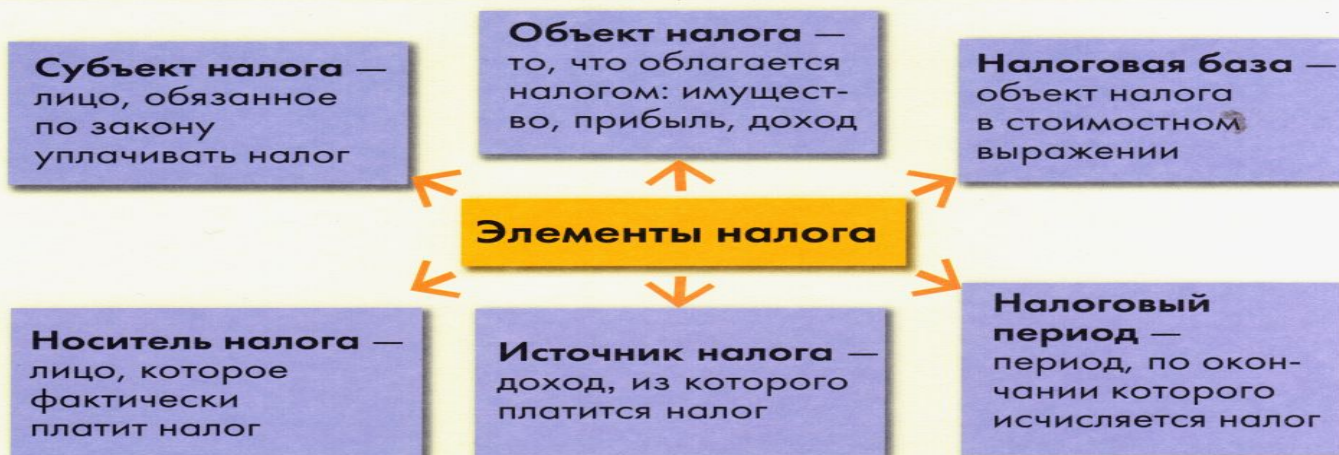 Субъект налога —
лицо, обязанное
по закону
уплачивать налог
Объект налога —
то, что облагается
налогом: имущест-
во, прибыль, доход
Налоговая база —
объект налога
в стоимостном
выражении
Элементы налога
Носитель налога —
лицо, которое
фактически
платит налог
Источник налога —
доход, из которого
платится налог
Налоговый
период —
период, по окон-
чании которого
исчисляется налог